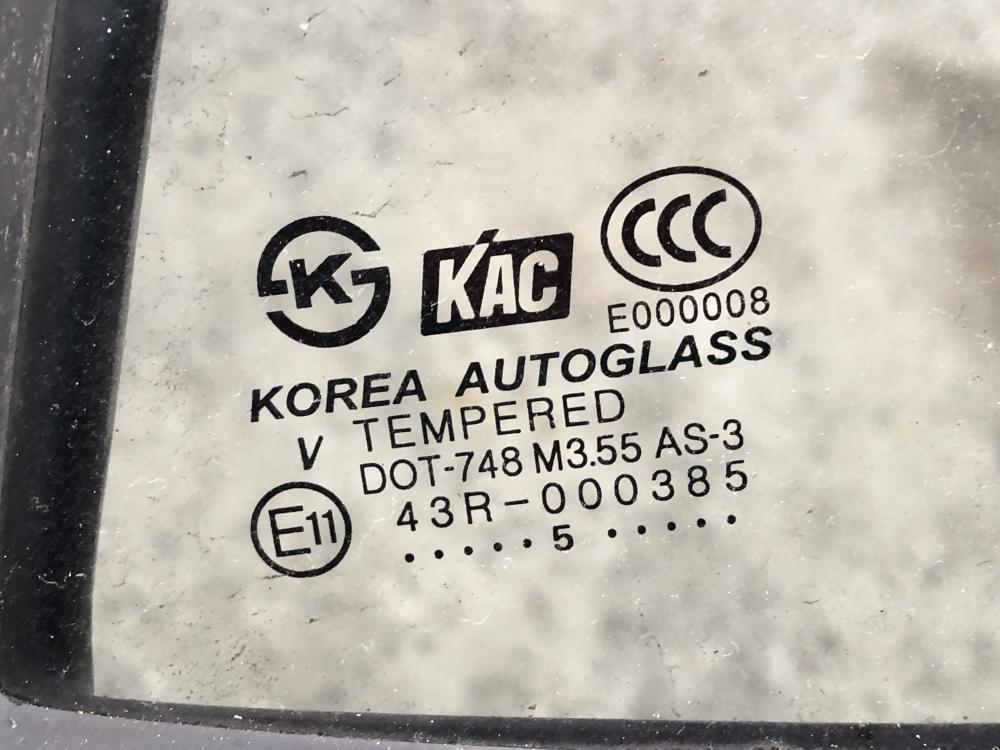 K
KAC
CCC
E000008
KOREA AUTOGLASS
V TEMPERED
DOT-748 M3.55 AS-3
E11 43R-000385
.....5.....